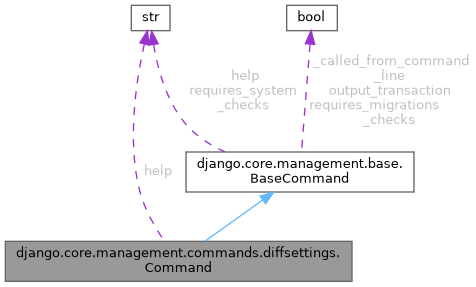 str
bool
_called_from_command
_line
help
output_transaction
requires_system
requires_migrations
_checks
_checks
django.core.management.base.
BaseCommand
help
django.core.management.commands.diffsettings.
Command